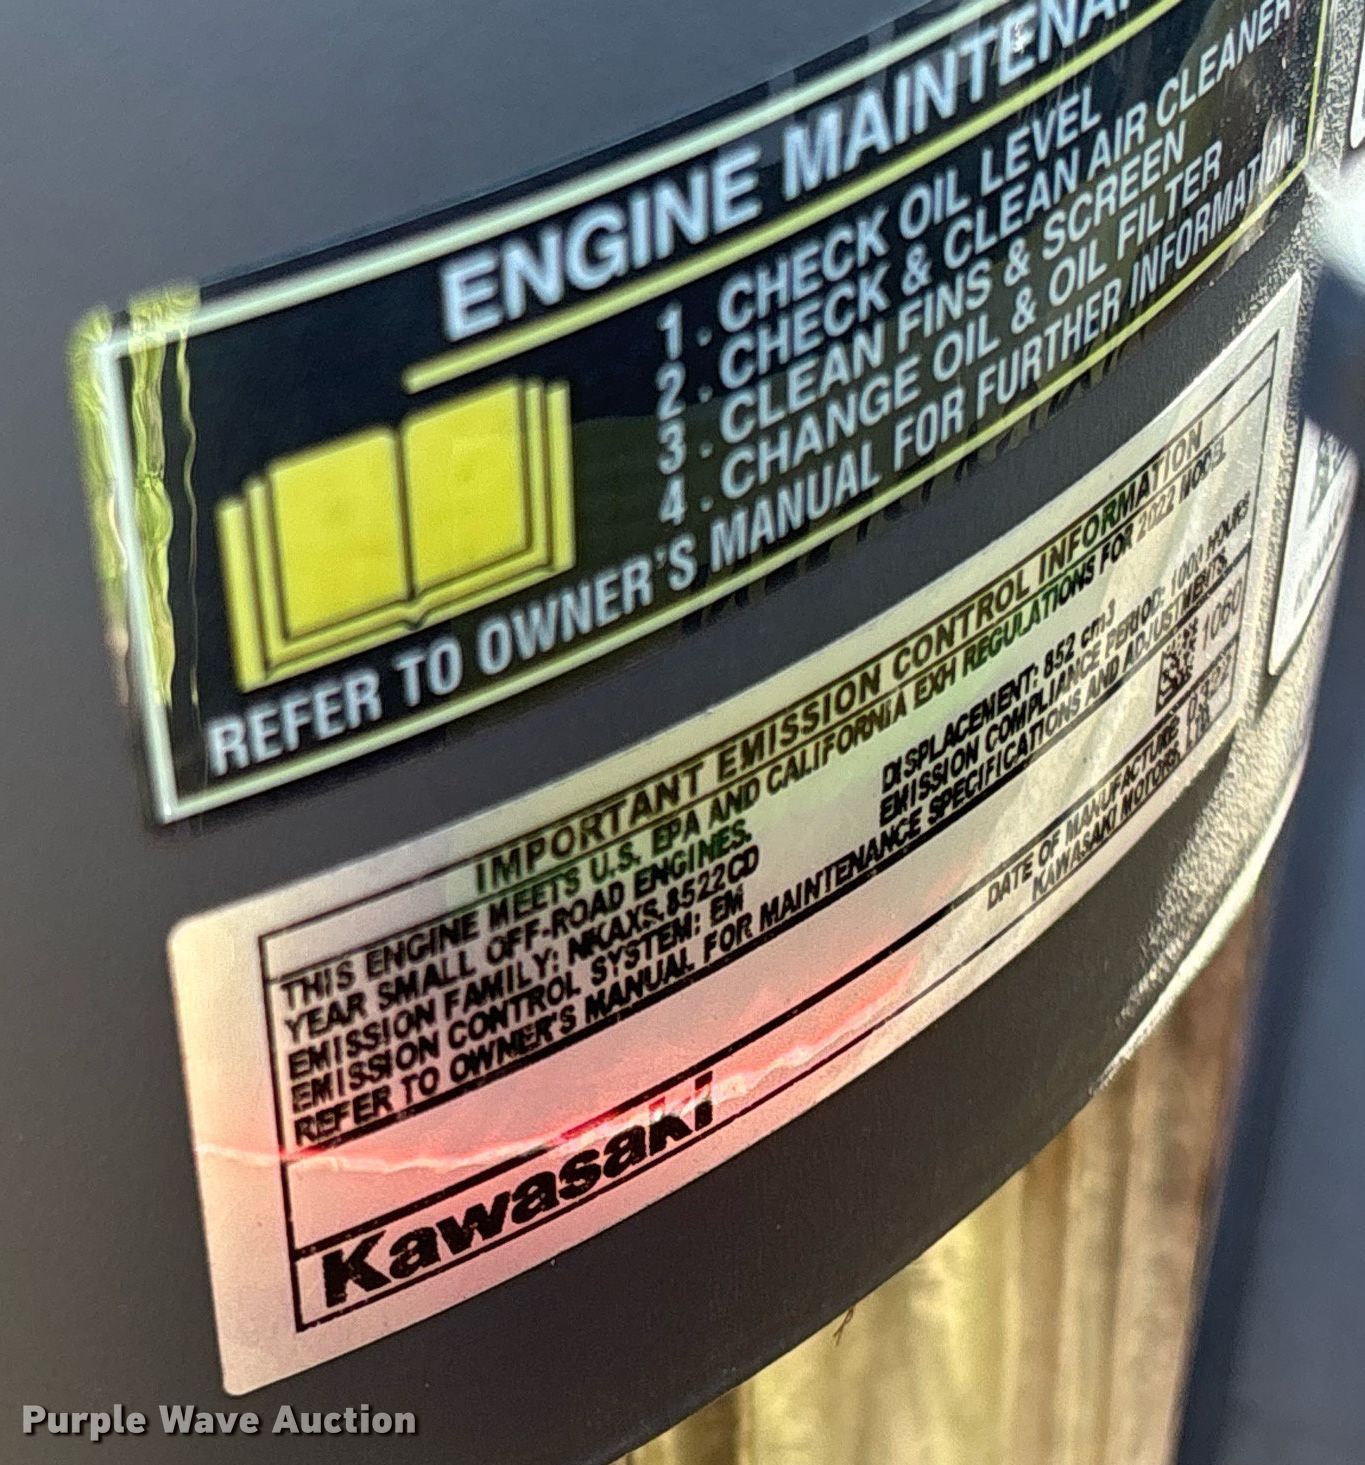 ENGINE MAINTENA
1. CHECK OIL LEVEL
2. CHECK & CLEAN AIR CLEANER
3. CLEAN FINS & SCREEN
4. CHANGE OIL & OIL FILTER
REFER TO OWNER'S MANUAL FOR FURTHER INFORMATION
IMPORTANT EMISSION CONTROL INFORMATION
THIS ENGINE MEETS U.S. EPA AND CALIFORNIA EXH REGULATIONS FOR 2022 MODEL
YEAR SMALL OFF-ROAD ENGINES.
EMISSION FAMILY: NKAXS.8522CD DISPLACEMENT: 852 cm3
EMISSION CONTROL SYSTEM: EM EMISSION COMPLIANCE PERIOD: 1000 HOURS
REFER TO OWNER'S MANUAL FOR MAINTENANCE SPECIFICATIONS AND ADJUSTMENTS
1060
DATE OF MANUFACTURE
Kawasaki KAWASAKI MOTORS, LTD.
Purple Wave Auction